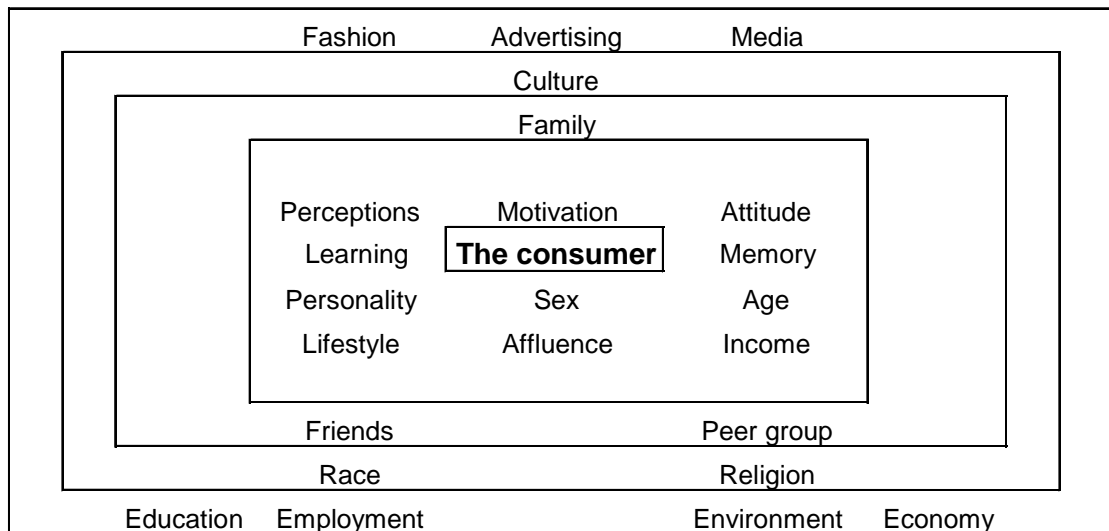 Fashion Advertising Media
Culture
Family
Perceptions Motivation Attitude
Learning The consumer Memory
Personality Sex Age
Lifestyle Affluence Income
Friends Peer group
Race Religion
Education Employment Environment Economy